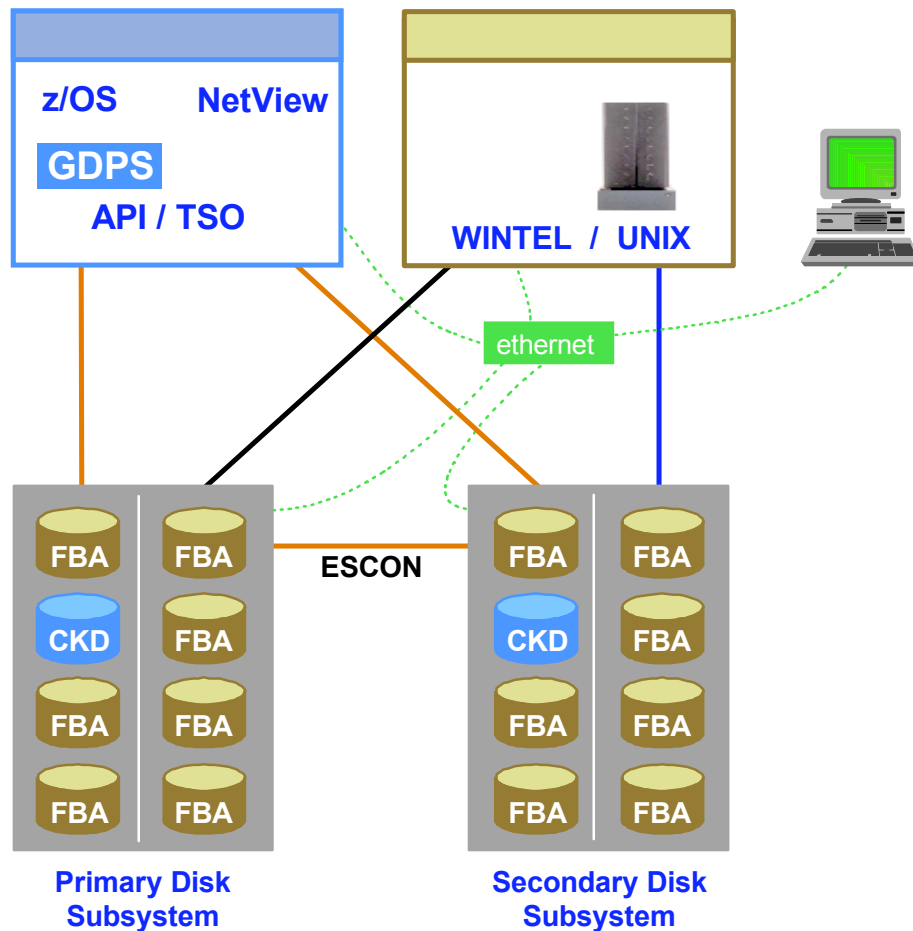 z/OS NetView
GDPS
API / TSO
WINTEL / UNIX
ethernet
FBA FBA FBA FBA
ESCON
CKD FBA CKD FBA
FBA FBA FBA FBA
FBA FBA FBA FBA
Primary Disk
Subsystem
Secondary Disk
Subsystem